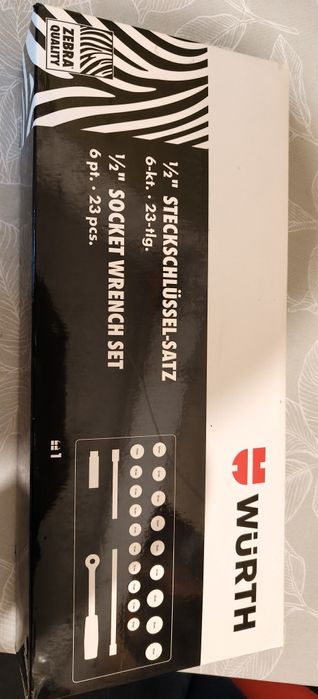 ZEBRA®
QUALITY
1/2" STECKSCHLÜSSEL-SATZ
6-kt. · 23-tlg.
1/2" SOCKET WRENCH SET
6 pt. · 23 pcs.
WÜRTH
1